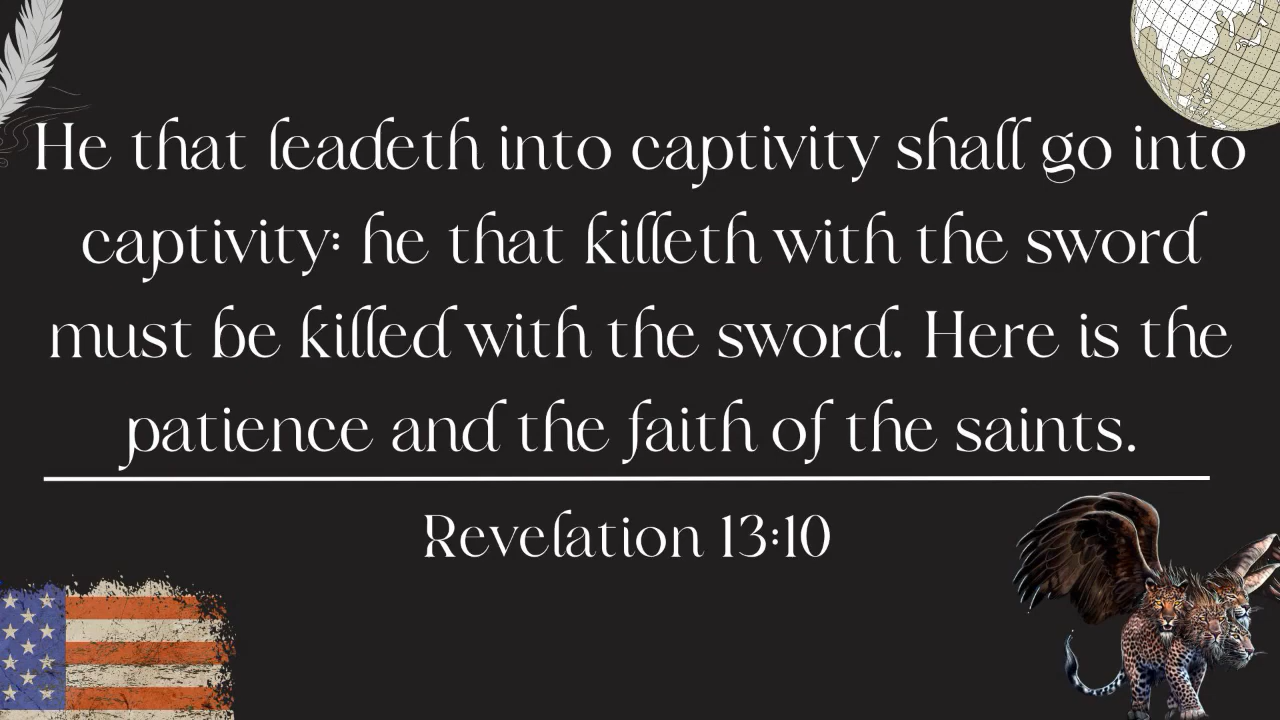 He that leadeth into captivity shall go into
captivity: he that killeth with the sword
must be killed with the sword. Here is the
patience and the faith of the saints.
Revelation 13:10